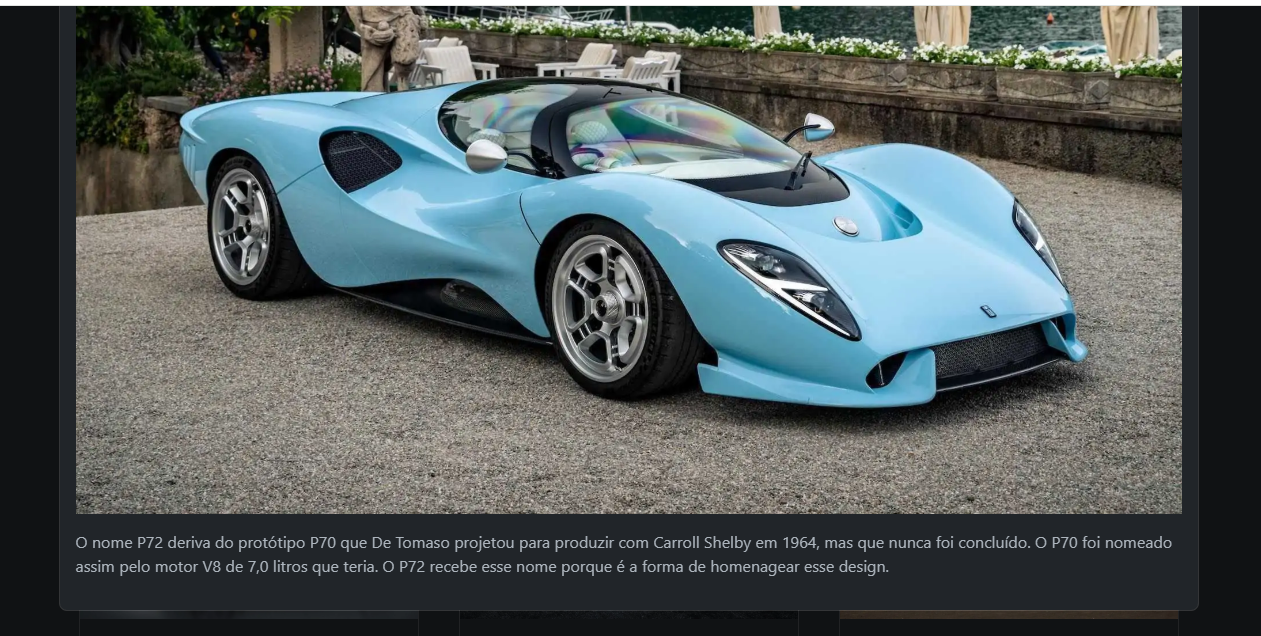 O nome P72 deriva do protótipo P70 que De Tomaso projetou para produzir com Carroll Shelby em 1964, mas que nunca foi concluído. O P70 foi nomeado
assim pelo motor V8 de 7,0 litros que teria. O P72 recebe esse nome porque é a forma de homenagear esse design.